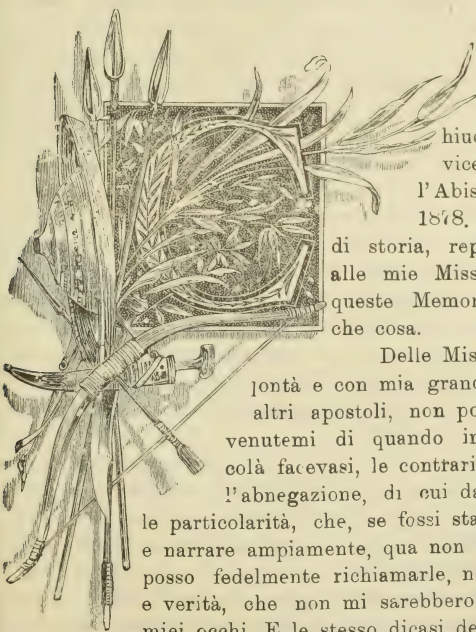 hiuc
vice
l'Abis
1878.
di storia, rep
alle mie Miss
queste Memor
che cosa.
Delle Mis
lontà e con mia grand
altri apostoli, non po
venutemi di quando in
colà facevasi, le contrari
l'abnegazione, di cui da
le particolarità, che, se fossi sta
e narrare ampiamente, qua non
posso fedelmente richiamarle, n
e verità, che non mi sarebbero
miei occhi. E lo stesso dicasi de